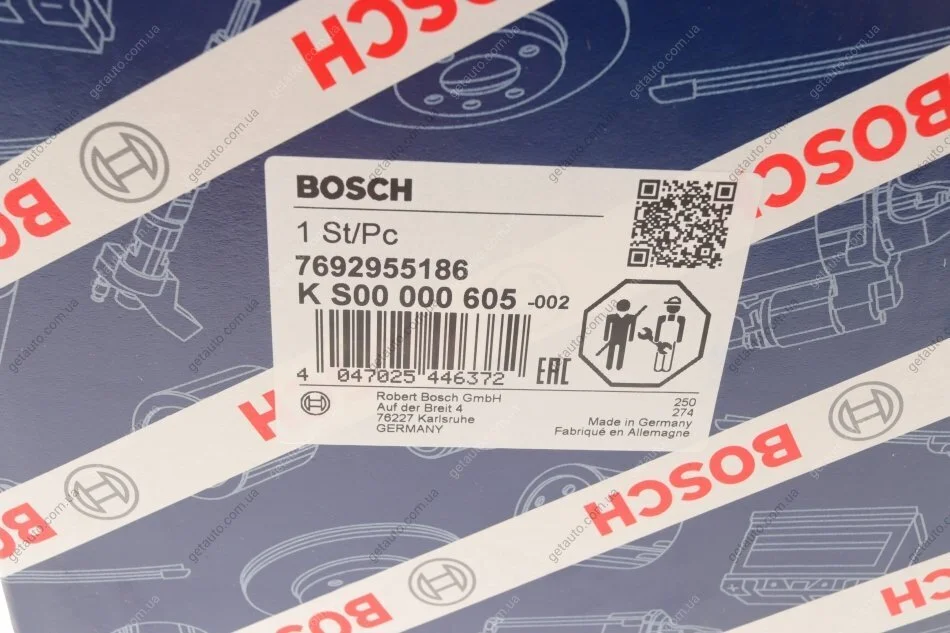 BOSCH
BOSCH
BOSCH
1 St/Pc
7692955186
K S00 000 605 -002
4 047025 446372
EAC
Robert Bosch GmbH
Auf der Breit 4
76227 Karlsruhe
GERMANY
250
274
Made in Germany
Fabriqué en Allemagne
BOSCH
BOSCH
getauto.com.ua